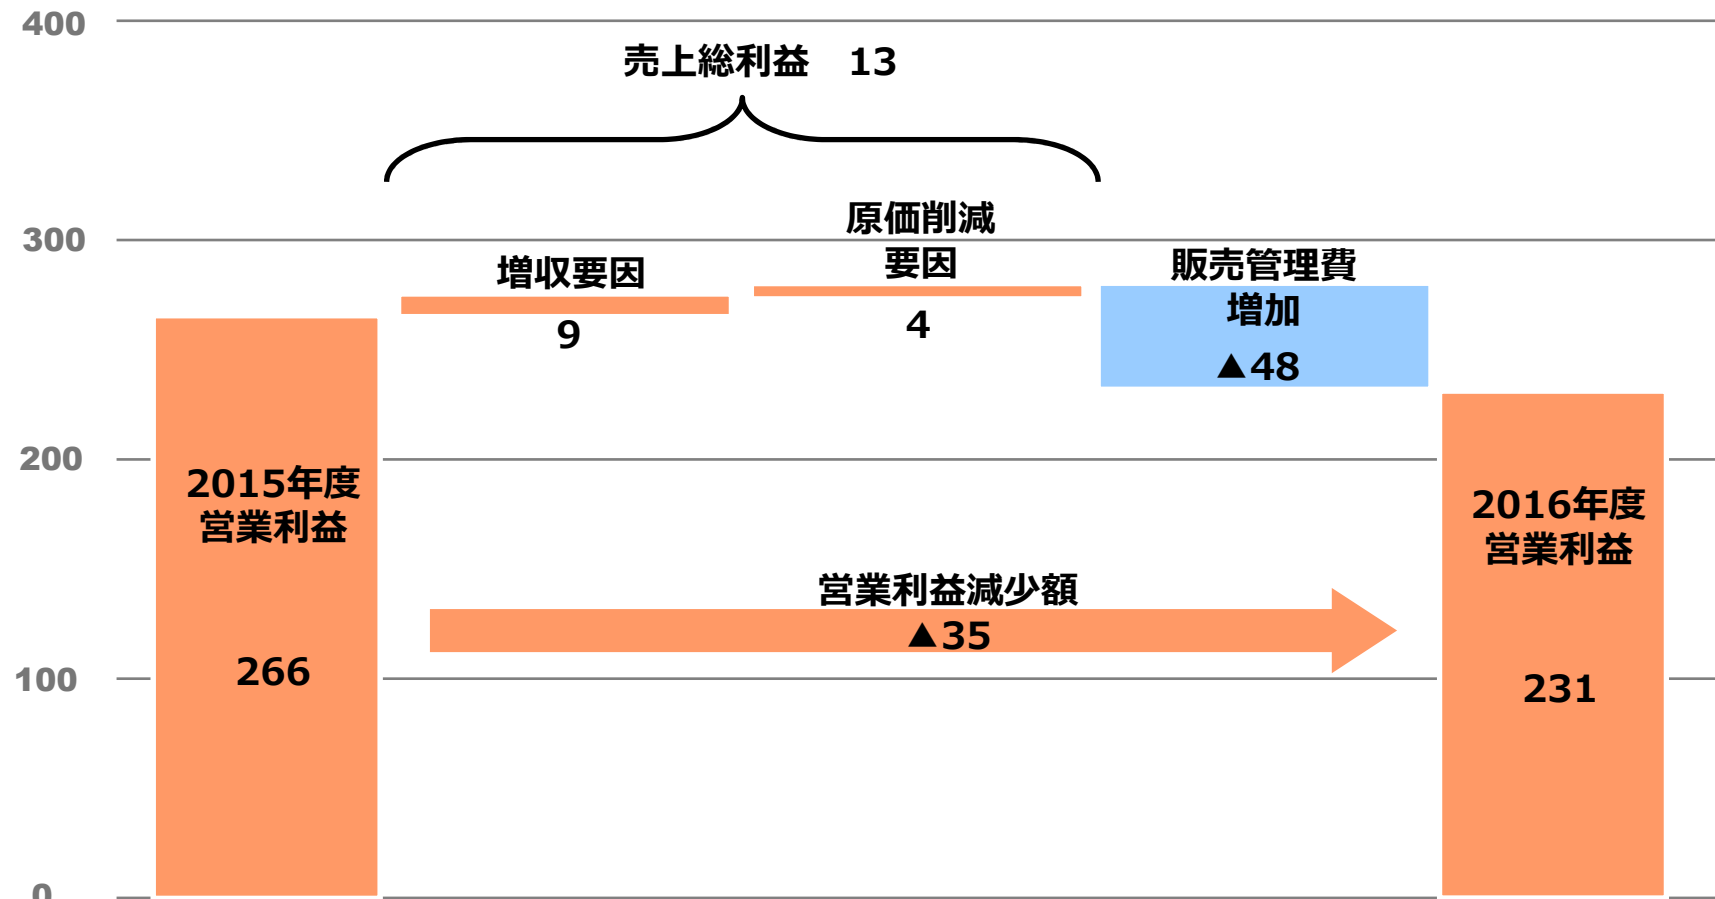 400
売上総利益　13
300
増収要因
9
原価削減
要因
4
販売管理費
増加
▲48
200
2015年度
営業利益
266
営業利益減少額
▲35
2016年度
営業利益
231
100
0